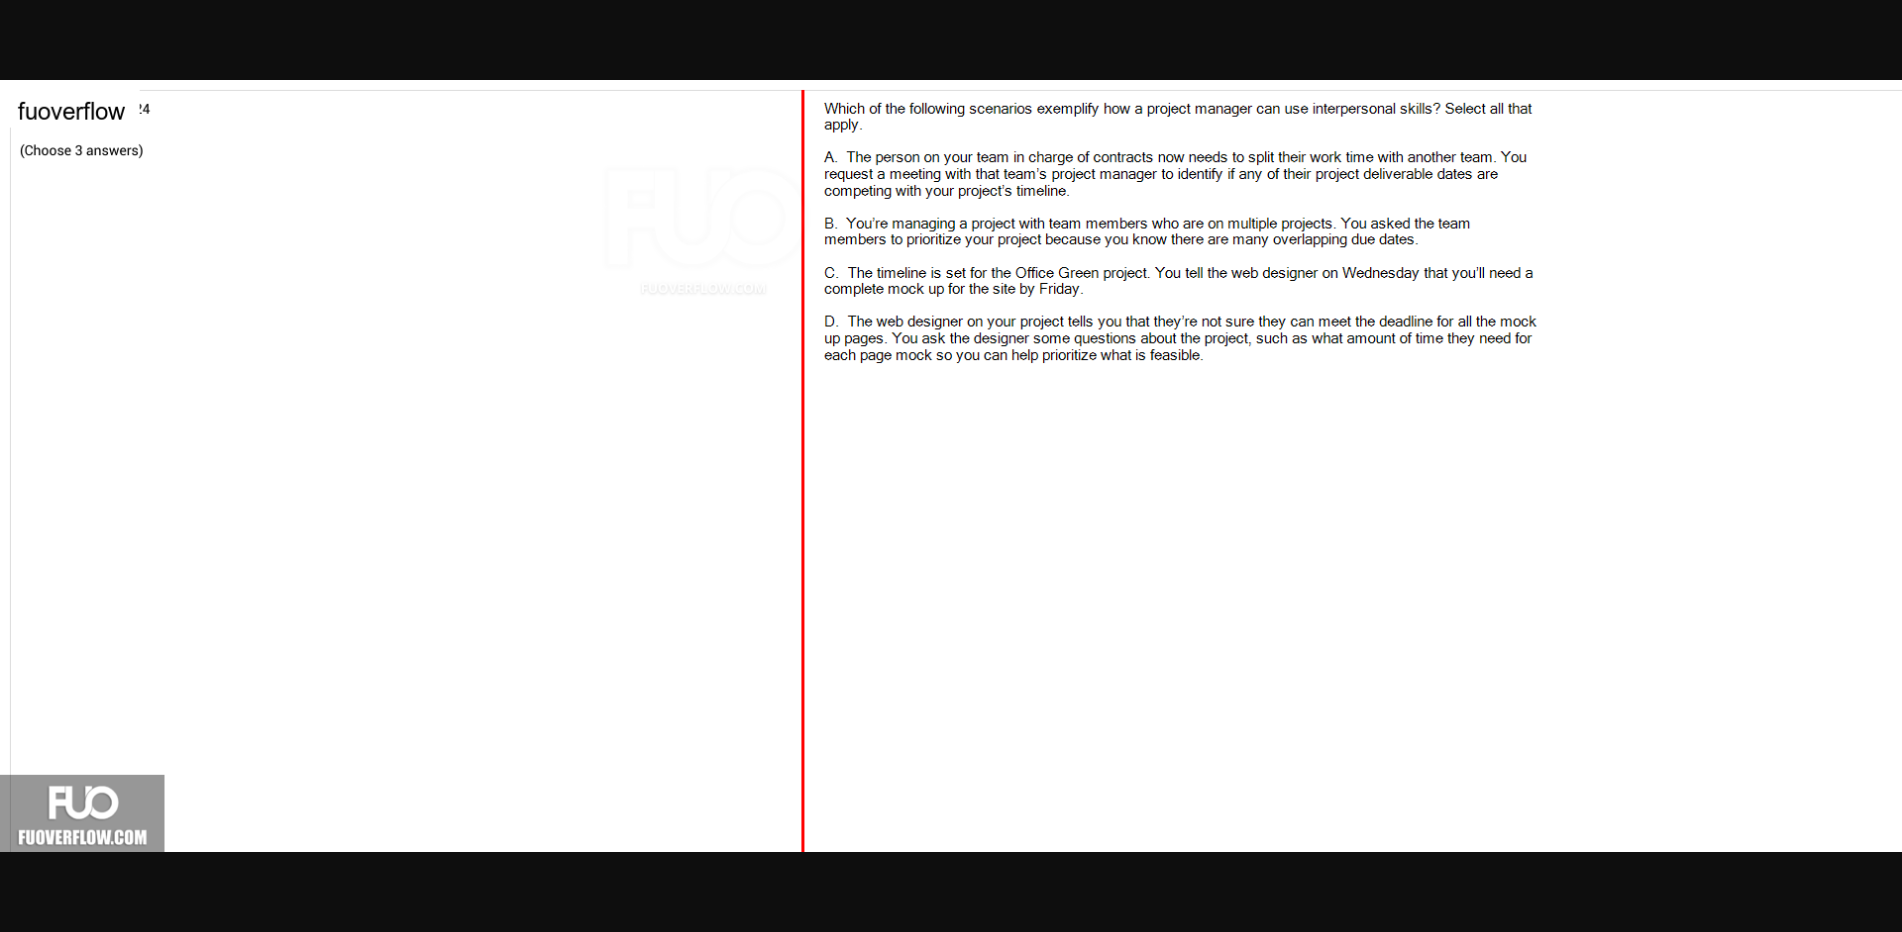 fuoverflow
(Choose 3 answers)
FUO
FUOVERFLOW.COM
Which of the following scenarios exemplify how a project manager can use interpersonal skills? Select all that
apply.
A. The person on your team in charge of contracts now needs to split their work time with another team. You
request a meeting with that team's project manager to identify if any of their project deliverable dates are
competing with your project's timeline.
B. You're managing a project with team members who are on multiple projects. You asked the team
members to prioritize your project because you know there are many overlapping due dates.
C. The timeline is set for the Office Green project. You tell the web designer on Wednesday that you'll need a
complete mock up for the site by Friday.
D. The web designer on your project tells you that they're not sure they can meet the deadline for all the mock
up pages. You ask the designer some questions about the project, such as what amount of time they need for
each page mock so you can help prioritize what is feasible.
FUO
FUOVERFLOW.COM